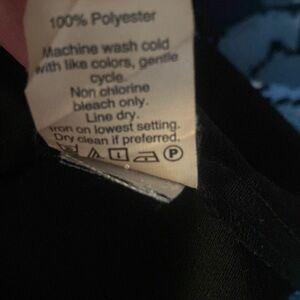 100% Polyester
Machine wash cold
with like colors, gentle
cycle.
Non chlorine
bleach only.
Line dry.
Iron on lowest setting.
Dry clean if preferred.
P